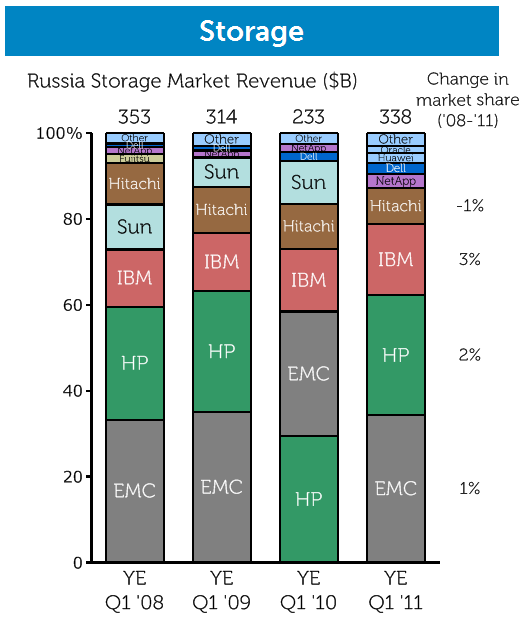 Storage
Russia Storage Market Revenue ($B)
Change in
market share
('08-'11)
353
314
233
338
100%
80
60
40
20
0
Other
Dell
NetApp
Fujitsu
Hitachi
Sun
IBM
HP
EMC
Other
Dell
NetApp
Sun
Hitachi
IBM
HP
EMC
Other
NetApp
Dell
Sun
Hitachi
IBM
EMC
HP
Other
Oracle
Huawei
Dell
NetApp
Hitachi
IBM
HP
EMC
-1%
3%
2%
1%
YE
Q1 '08
YE
Q1 '09
YE
Q1 '10
YE
Q1 '11